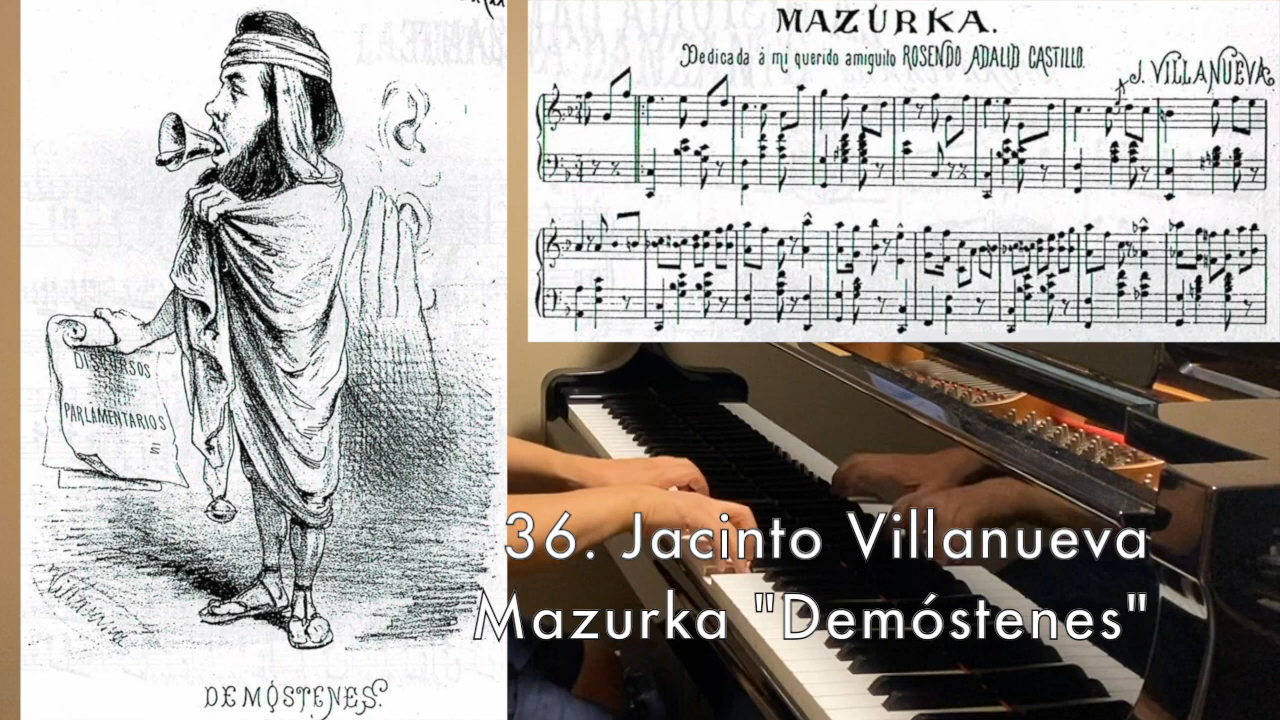 DISCURSOS
PARLAMENTARIOS
DEMÓSTENES.
MAZURKA.
Dedicada á mi querido amiguito ROSENDO ADALID CASTILLO.
J. VILLANUEVA
36. Jacinto Villanueva
Mazurka "Demóstenes"